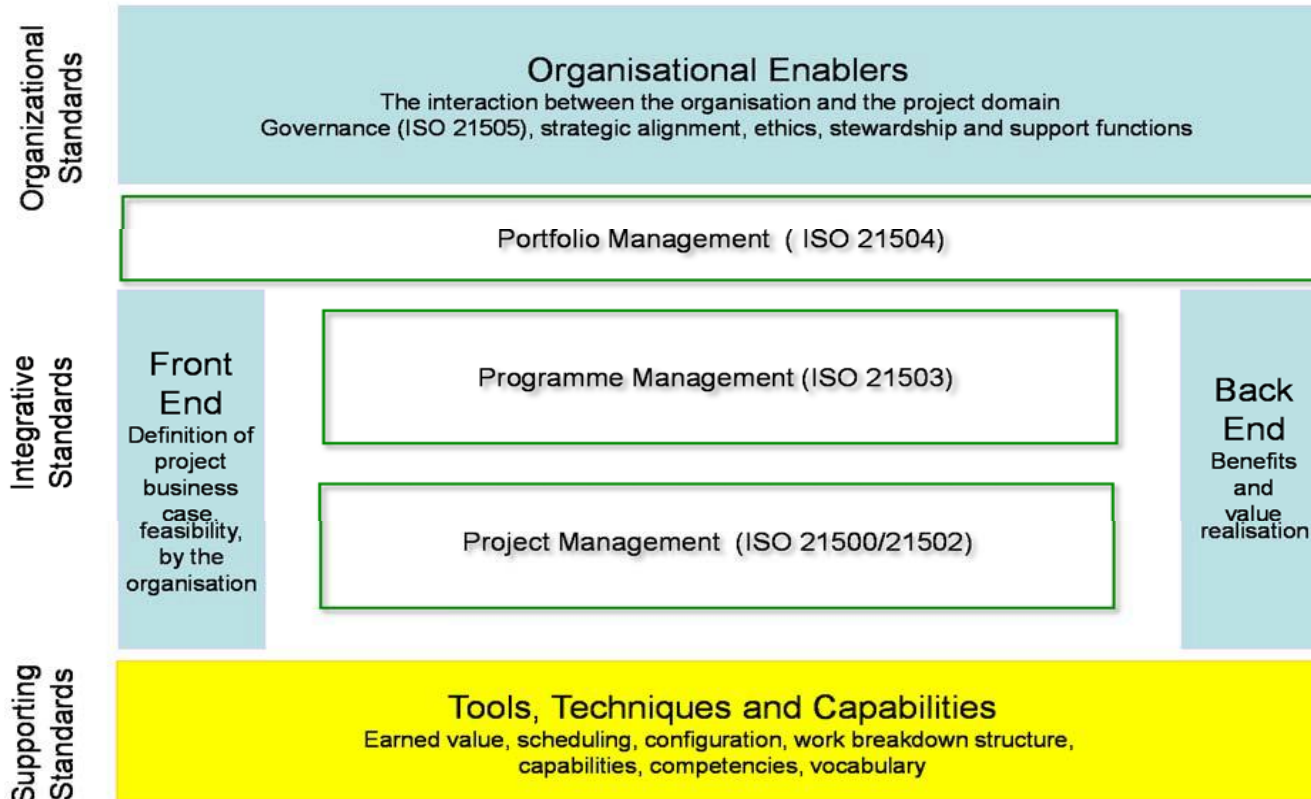 Organizational
Standards
Organisational Enablers
The interaction between the organisation and the project domain
Governance (ISO 21505), strategic alignment, ethics, stewardship and support functions
Portfolio Management ( ISO 21504)
Integrative
Standards
Front
End
Definition of
project
business
case,
feasibility,
by the
organisation
Programme Management (ISO 21503)
Project Management (ISO 21500/21502)
Back
End
Benefits
and
value
realisation
Supporting
Standards
Tools, Techniques and Capabilities
Earned value, scheduling, configuration, work breakdown structure,
capabilities, competencies, vocabulary